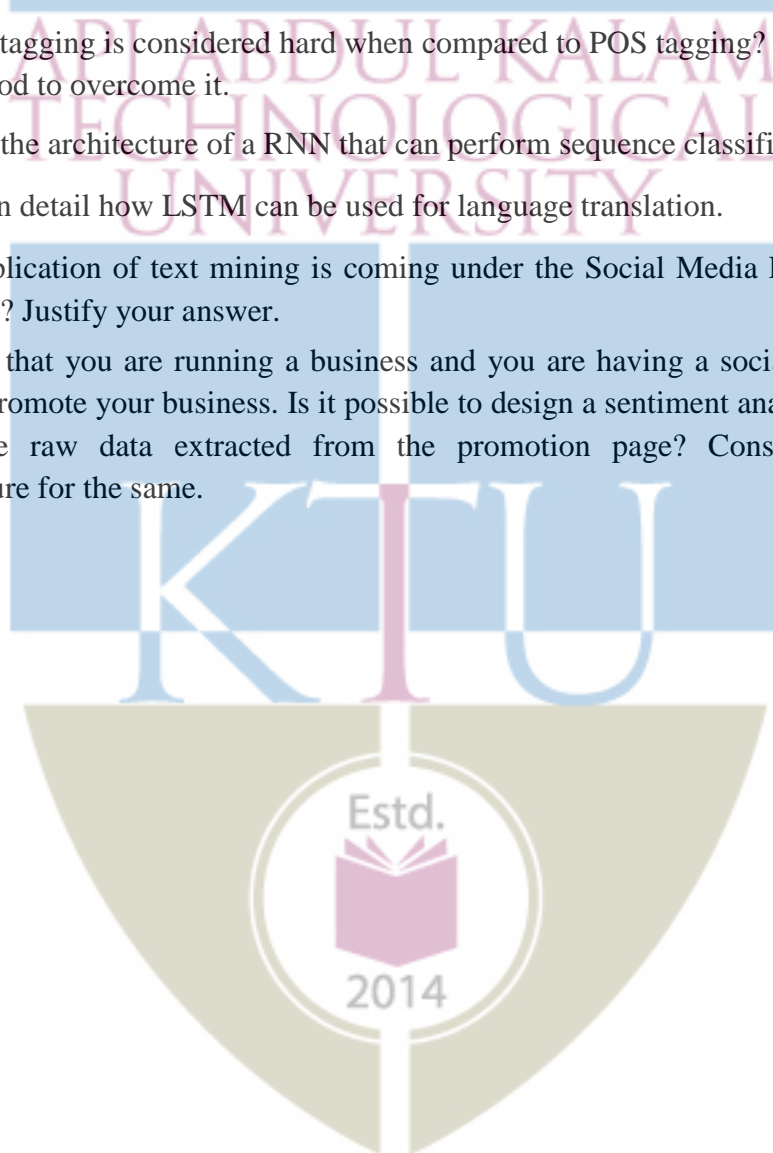 API ABDUL KALAM
tagging is considered hard when compared to POS tagging?
od to overcome it.
TECHNOLOGICAL
the architecture of a RNN that can perform sequence classifi
UNIVERSITY
n detail how LSTM can be used for language translation.
plication of text mining is coming under the Social Media
? Justify your answer.
that you are running a business and you are having a socia
romote your business. Is it possible to design a sentiment ana
e raw data extracted from the promotion page? Cons
ure for the same.
KTU
Estd.
2014